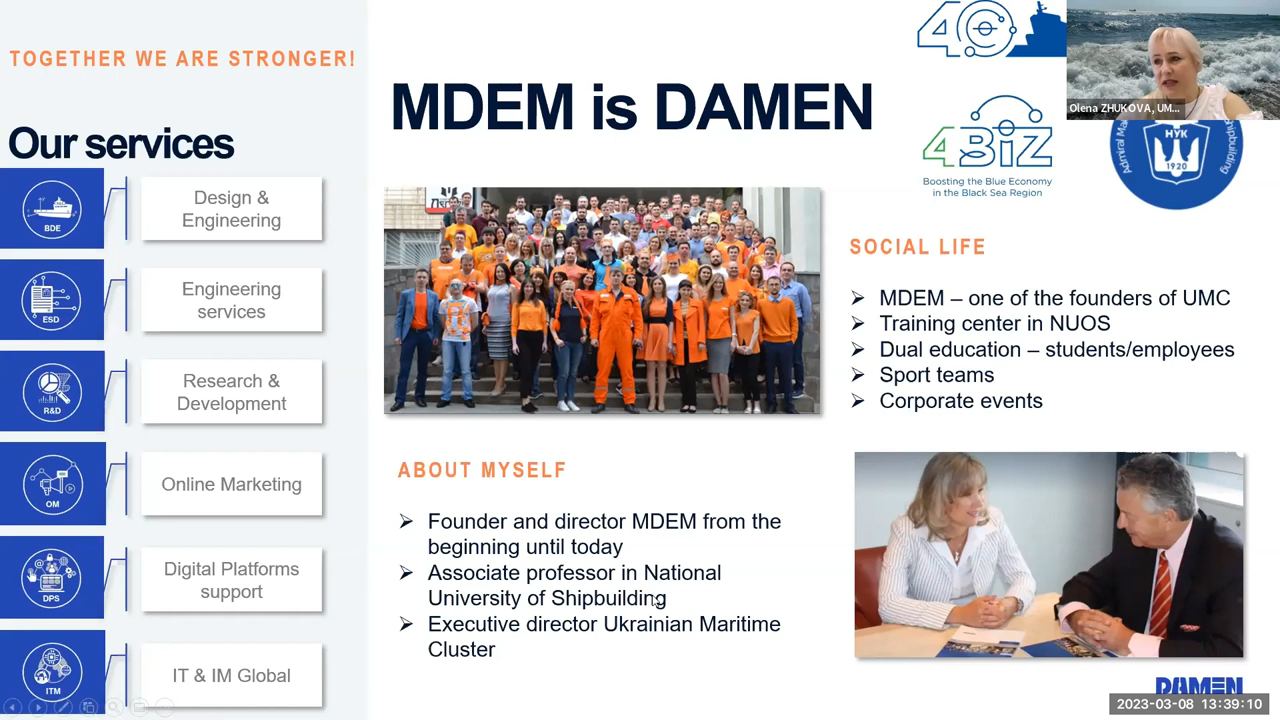 TOGETHER WE ARE STRONGER!
Our services
BDE
Design &
Engineering
ESD
Engineering
services
R&D
Research &
Development
OM
Online Marketing
DPS
Digital Platforms
support
ITM
IT & IM Global
MDEM is DAMEN
ABOUT MYSELF
➢ Founder and director MDEM from the
beginning until today
➢ Associate professor in National
University of Shipbuilding
➢ Executive director Ukrainian Maritime
Cluster
40
4BIZ
Boosting the Blue Economy
in the Black Sea Region
Olena ZHUKOVA, UM...
Admiral
НУК
1920
SOCIAL LIFE
➢ MDEM – one of the founders of UMC
➢ Training center in NUOS
➢ Dual education – students/employees
➢ Sport teams
➢ Corporate events
DAMEN
2023-03-08 13:39:10